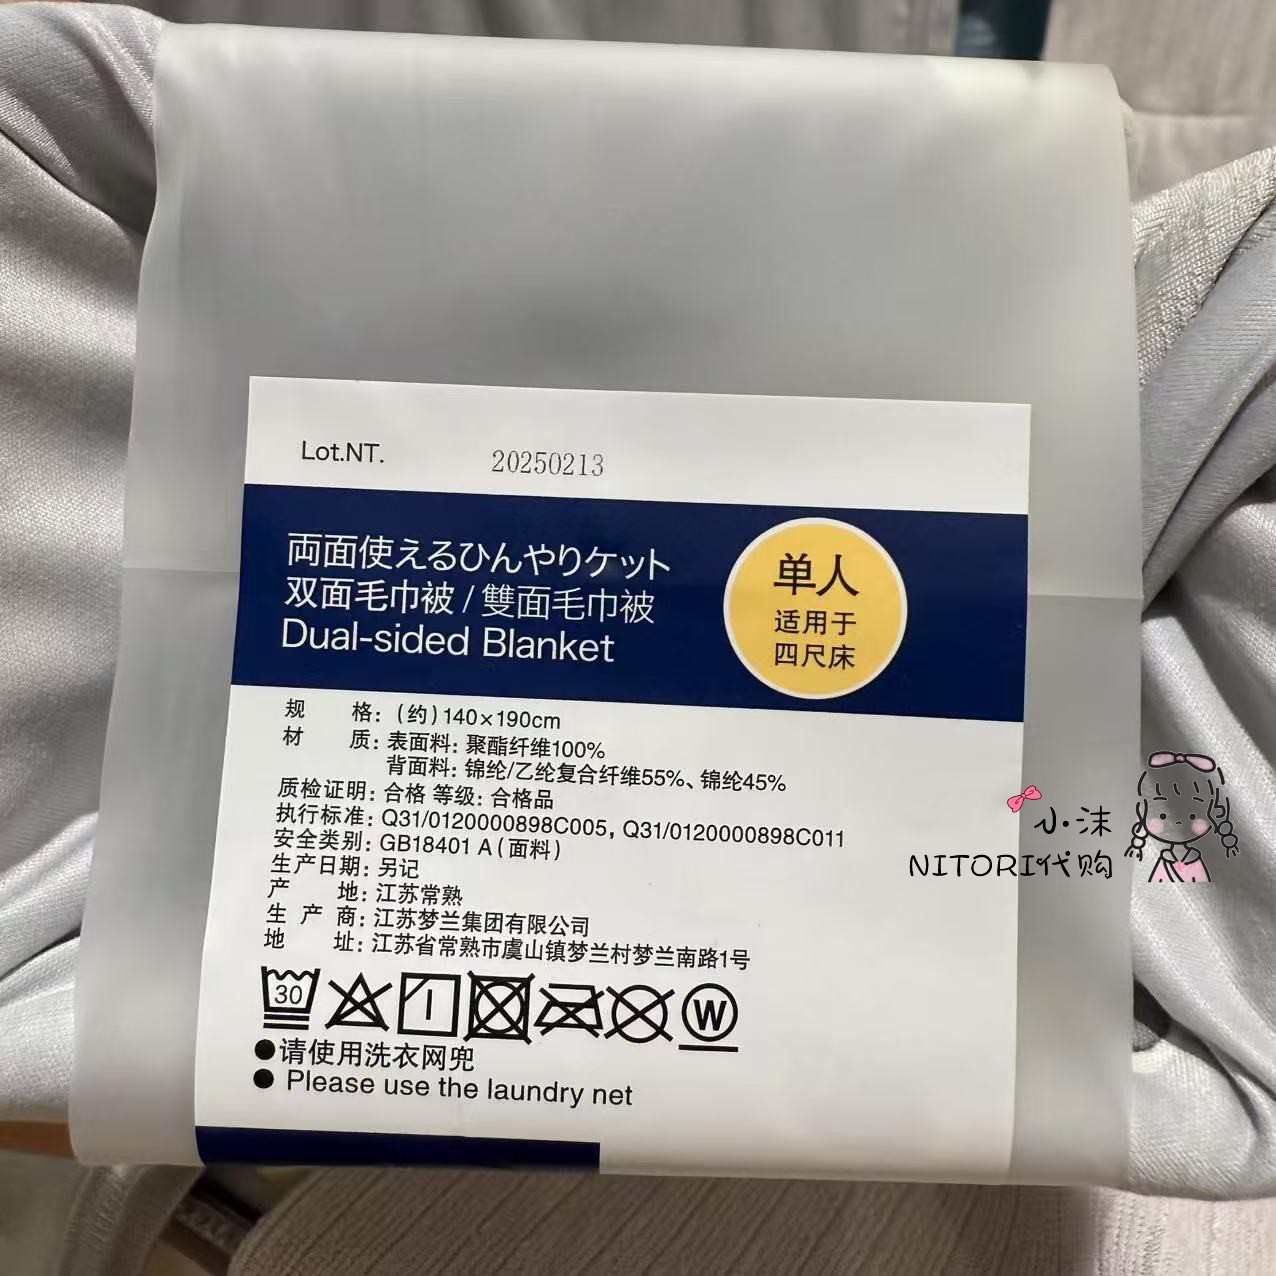 Lot.NT. 20250213
両面使えるひんやりケット
双面毛巾被/雙面毛巾被
Dual-sided Blanket
单人
适用于
四尺床
规 格:(约)140×190cm
材 质:表面料:聚酯纤维100%
背面料:锦纶/乙纶复合纤维55%、锦纶45%
质检证明:合格 等级:合格品
执行标准:Q31/0120000898C005,Q31/0120000898C011
安全类别:GB18401 A(面料)
生产日期:另记
产 地:江苏常熟
生 产 商:江苏梦兰集团有限公司
地 址:江苏省常熟市虞山镇梦兰村梦兰南路1号
30
W
●请使用洗衣网兜
● Please use the laundry net
小沫
NITORI代购